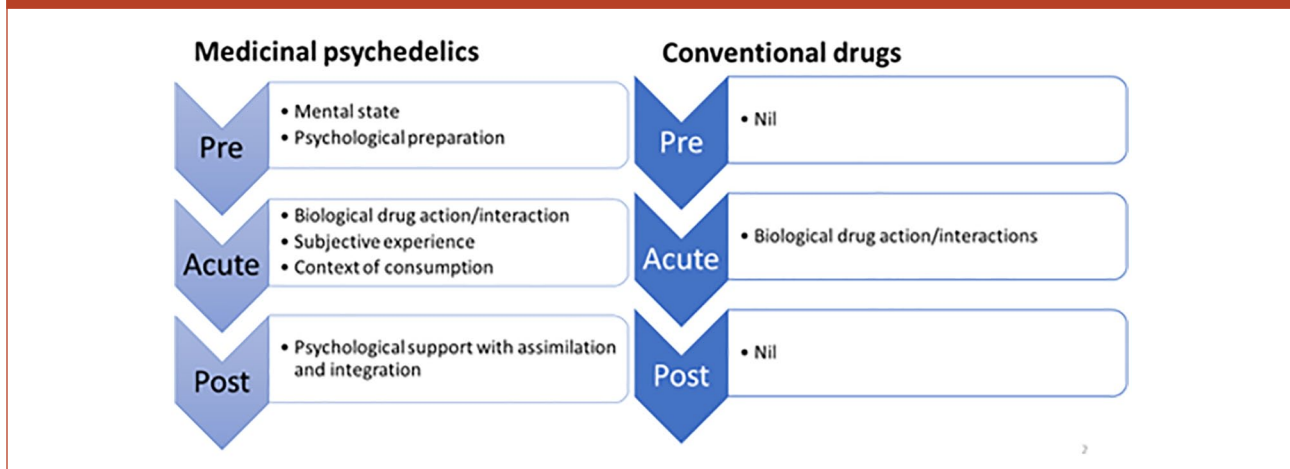 Medicinal psychedelics
Pre
• Mental state
• Psychological preparation
Acute
• Biological drug action/interaction
• Subjective experience
• Context of consumption
Post
• Psychological support with assimilation
and integration
Conventional drugs
Pre
• Nil
Acute
• Biological drug action/interactions
Post
• Nil
2